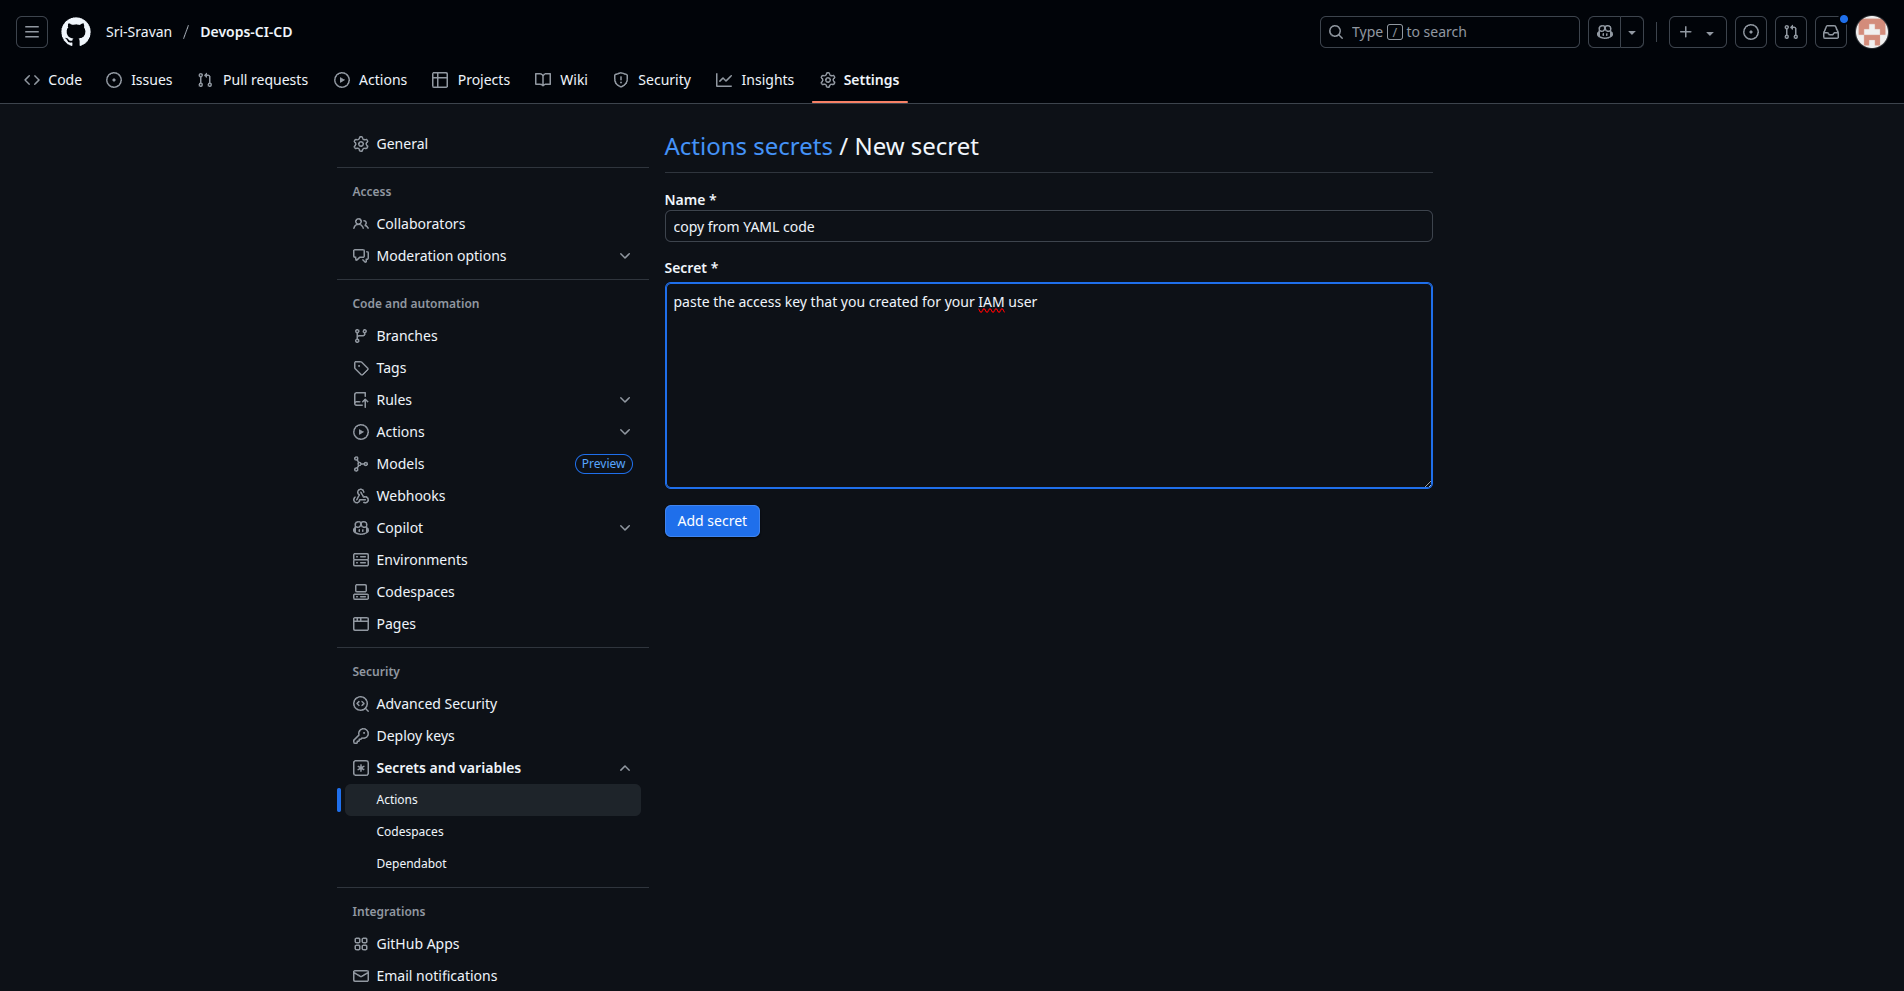 Sri-Sravan / Devops-CI-CD
Type / to search
Code
Issues
Pull requests
Actions
Projects
Wiki
Security
Insights
Settings
General
Access
Collaborators
Moderation options
Code and automation
Branches
Tags
Rules
Actions
Models
Preview
Webhooks
Copilot
Environments
Codespaces
Pages
Security
Advanced Security
Deploy keys
Secrets and variables
Actions
Codespaces
Dependabot
Integrations
GitHub Apps
Email notifications
Actions secrets / New secret
Name *
copy from YAML code
Secret *
paste the access key that you created for your IAM user
Add secret